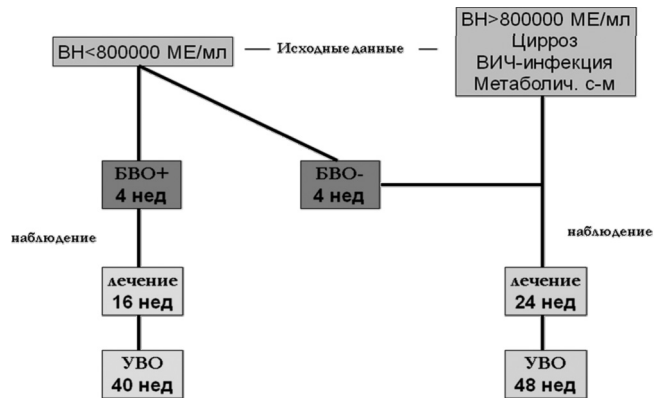 ВН<800000 МЕ/мл
Исходные данные
ВН>800000 МЕ/мл
Цирроз
ВИЧ-инфекция
Метаболич. с-м
БВО+
4 нед
БВО-
4 нед
наблюдение
наблюдение
лечение
16 нед
лечение
24 нед
УВО
40 нед
УВО
48 нед